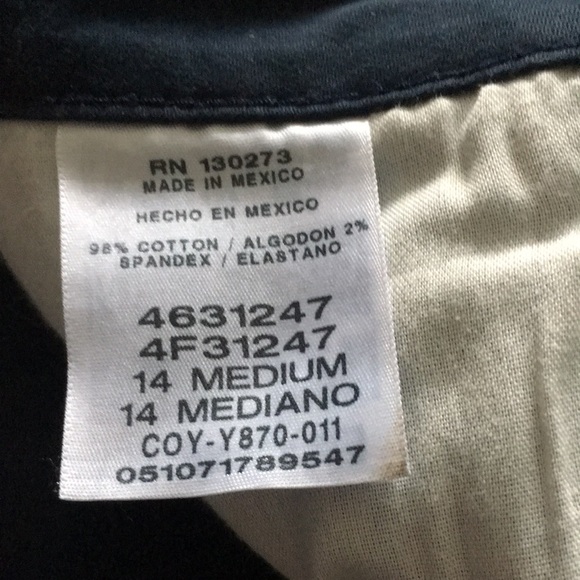 RN 130273
MADE IN MEXICO
HECHO EN MEXICO
98% COTTON / ALGODON 2%
SPANDEX / ELASTANO
4631247
4F31247
14 MEDIUM
14 MEDIANO
COY-Y870-011
051071789547